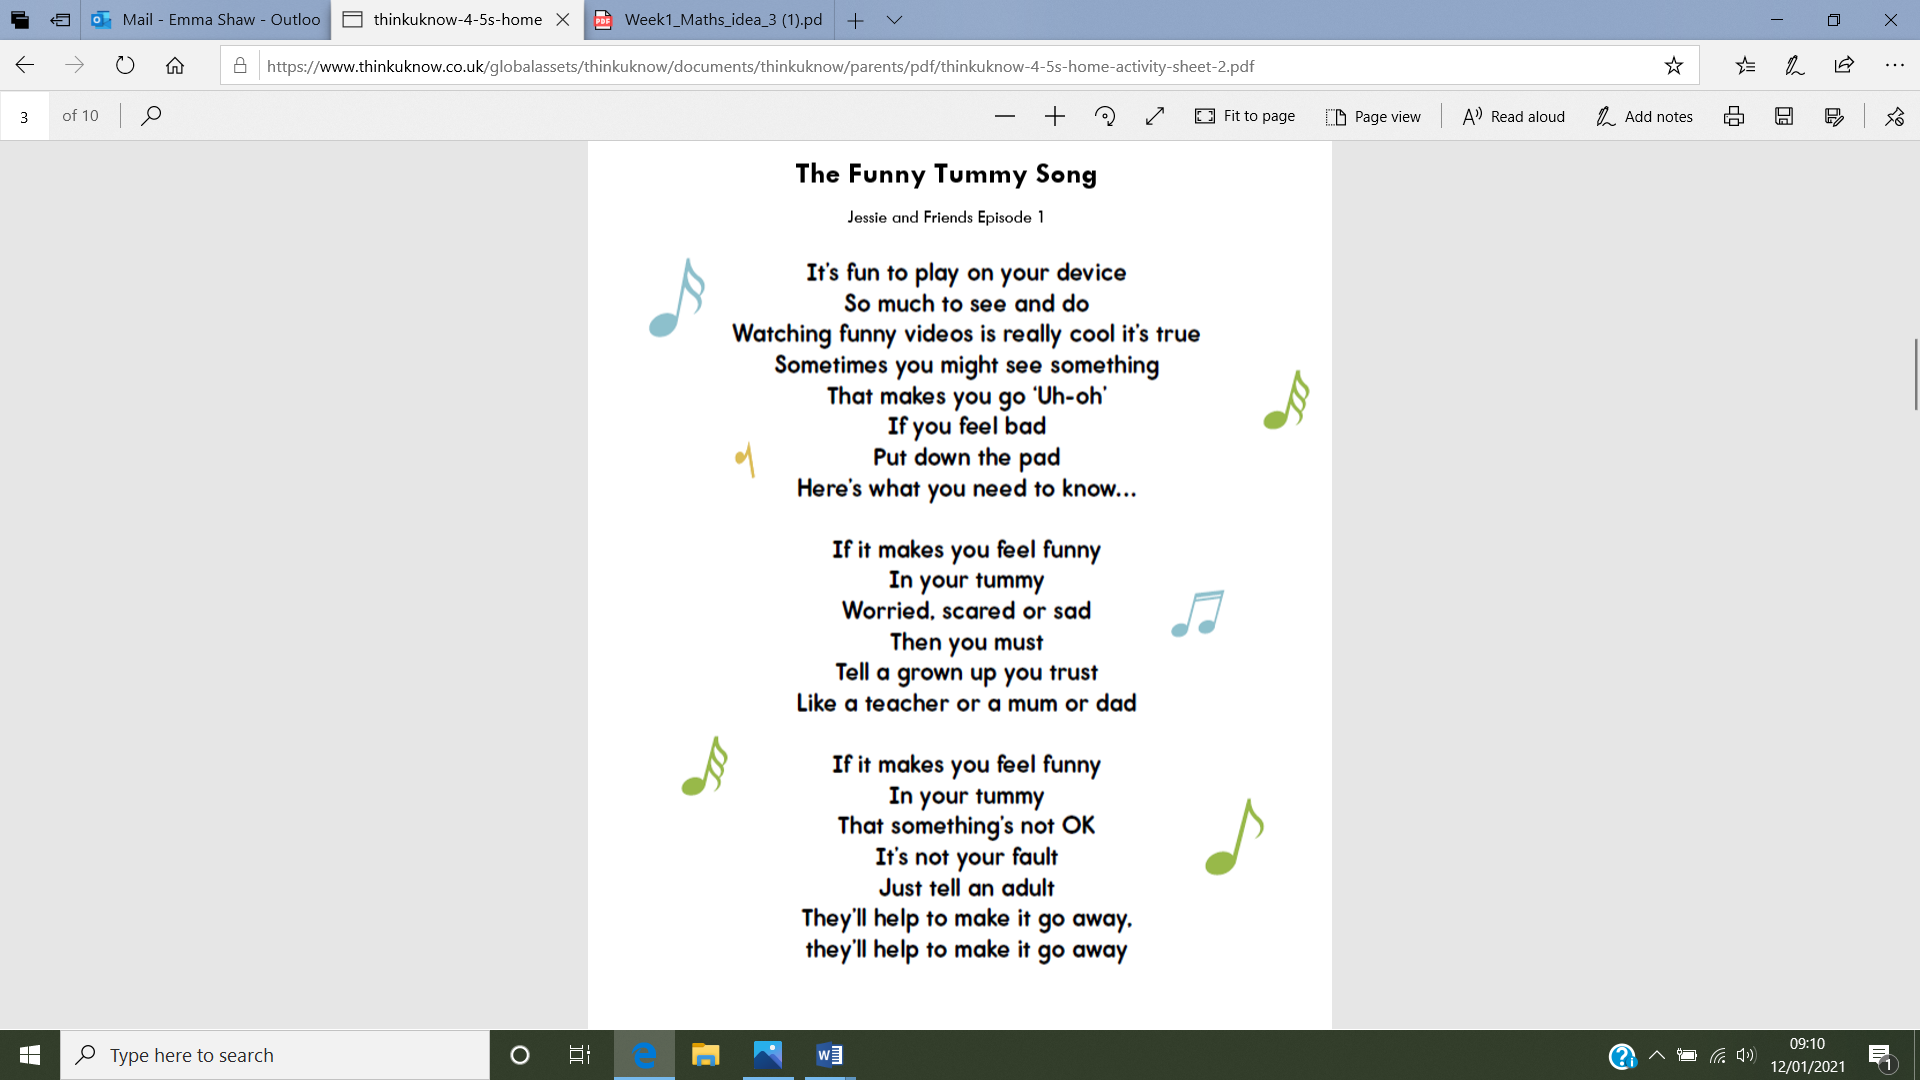 Mail - Emma Shaw - Outloo
thinkuknow-4-5s-home
Week1_Maths_idea_3 (1).pd
https://www.thinkuknow.co.uk/globalassets/thinkuknow/documents/thinkuknow/parents/pdf/thinkuknow-4-5s-home-activity-sheet-2.pdf
3 of 10
Fit to page
Page view
Read aloud
Add notes
The Funny Tummy Song
Jessie and Friends Episode 1
It's fun to play on your device
So much to see and do
Watching funny videos is really cool it's true
Sometimes you might see something
That makes you go 'Uh-oh'
If you feel bad
Put down the pad
Here's what you need to know...
If it makes you feel funny
In your tummy
Worried, scared or sad
Then you must
Tell a grown up you trust
Like a teacher or a mum or dad
If it makes you feel funny
In your tummy
That something's not OK
It's not your fault
Just tell an adult
They'll help to make it go away,
they'll help to make it go away
Type here to search
09:10
12/01/2021
1